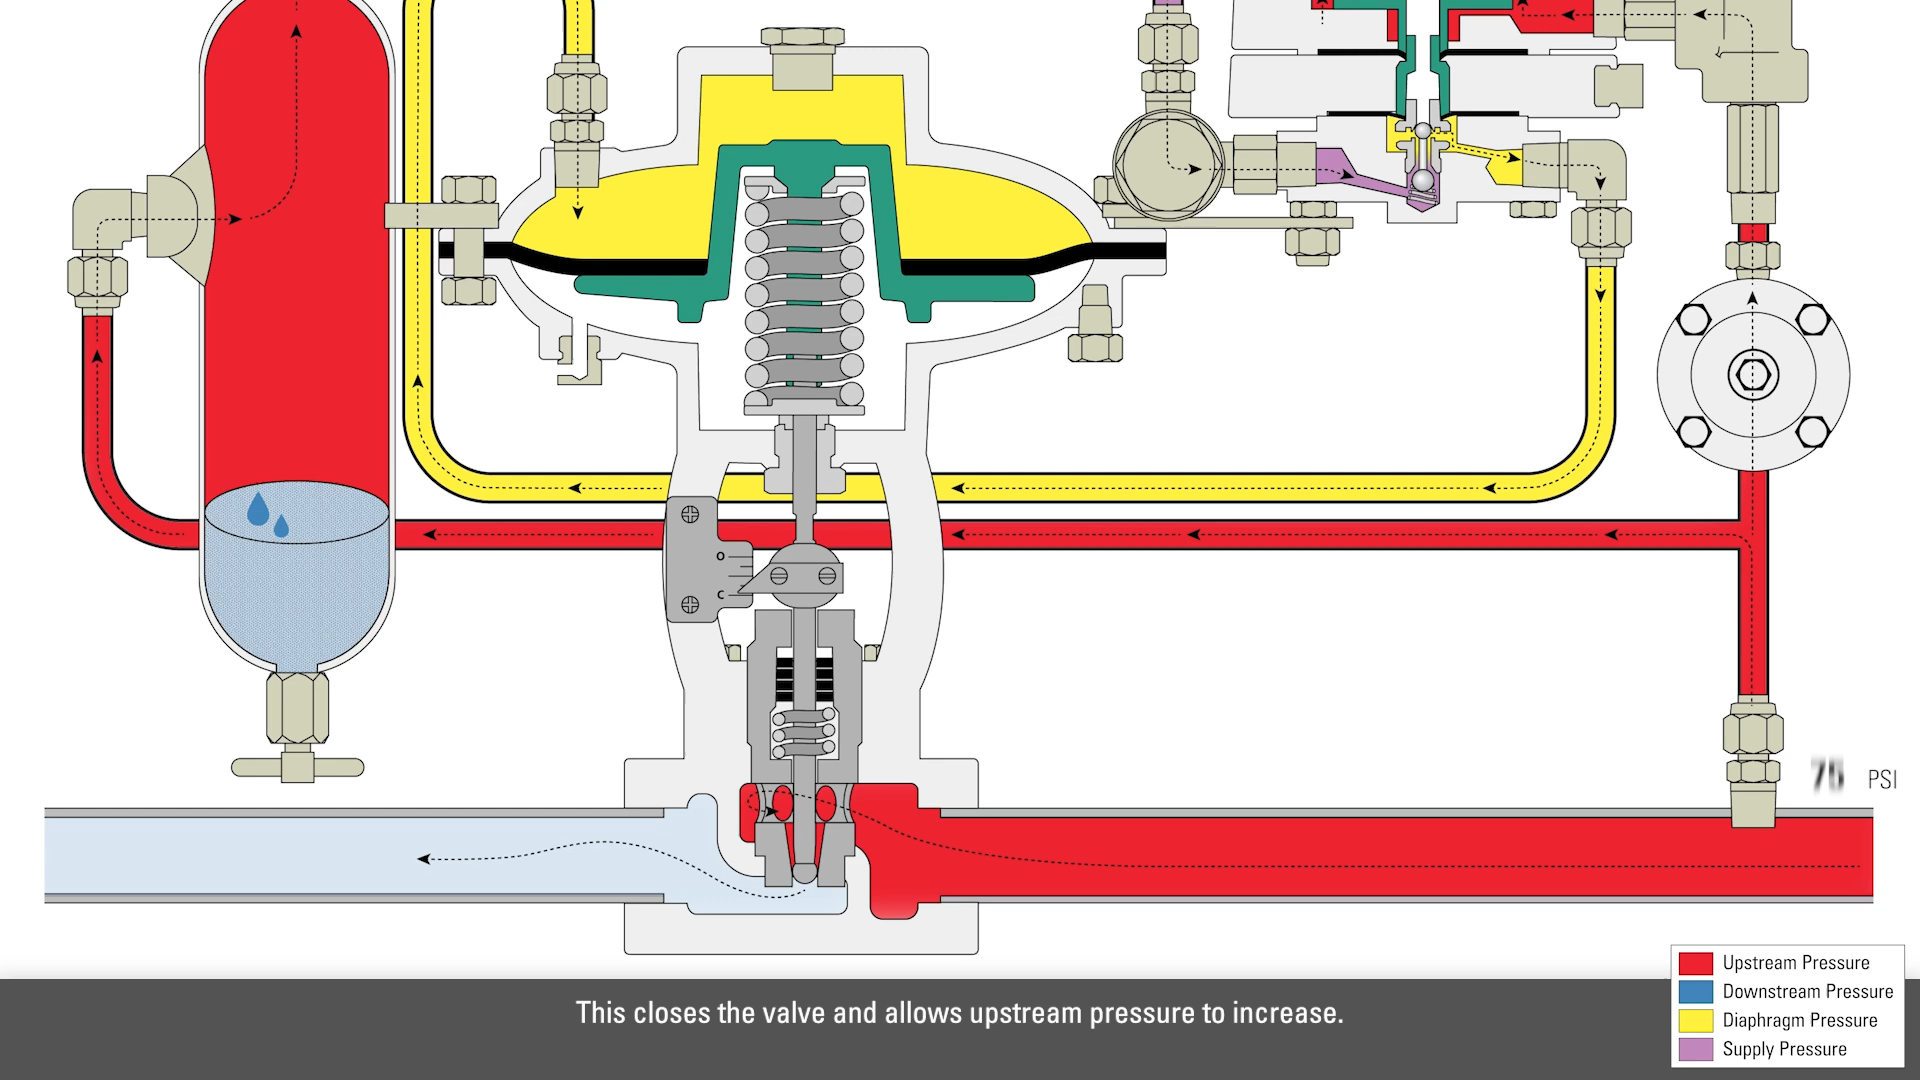 O
C
PSI
Upstream Pressure
Downstream Pressure
Diaphragm Pressure
Supply Pressure
This closes the valve and allows upstream pressure to increase.